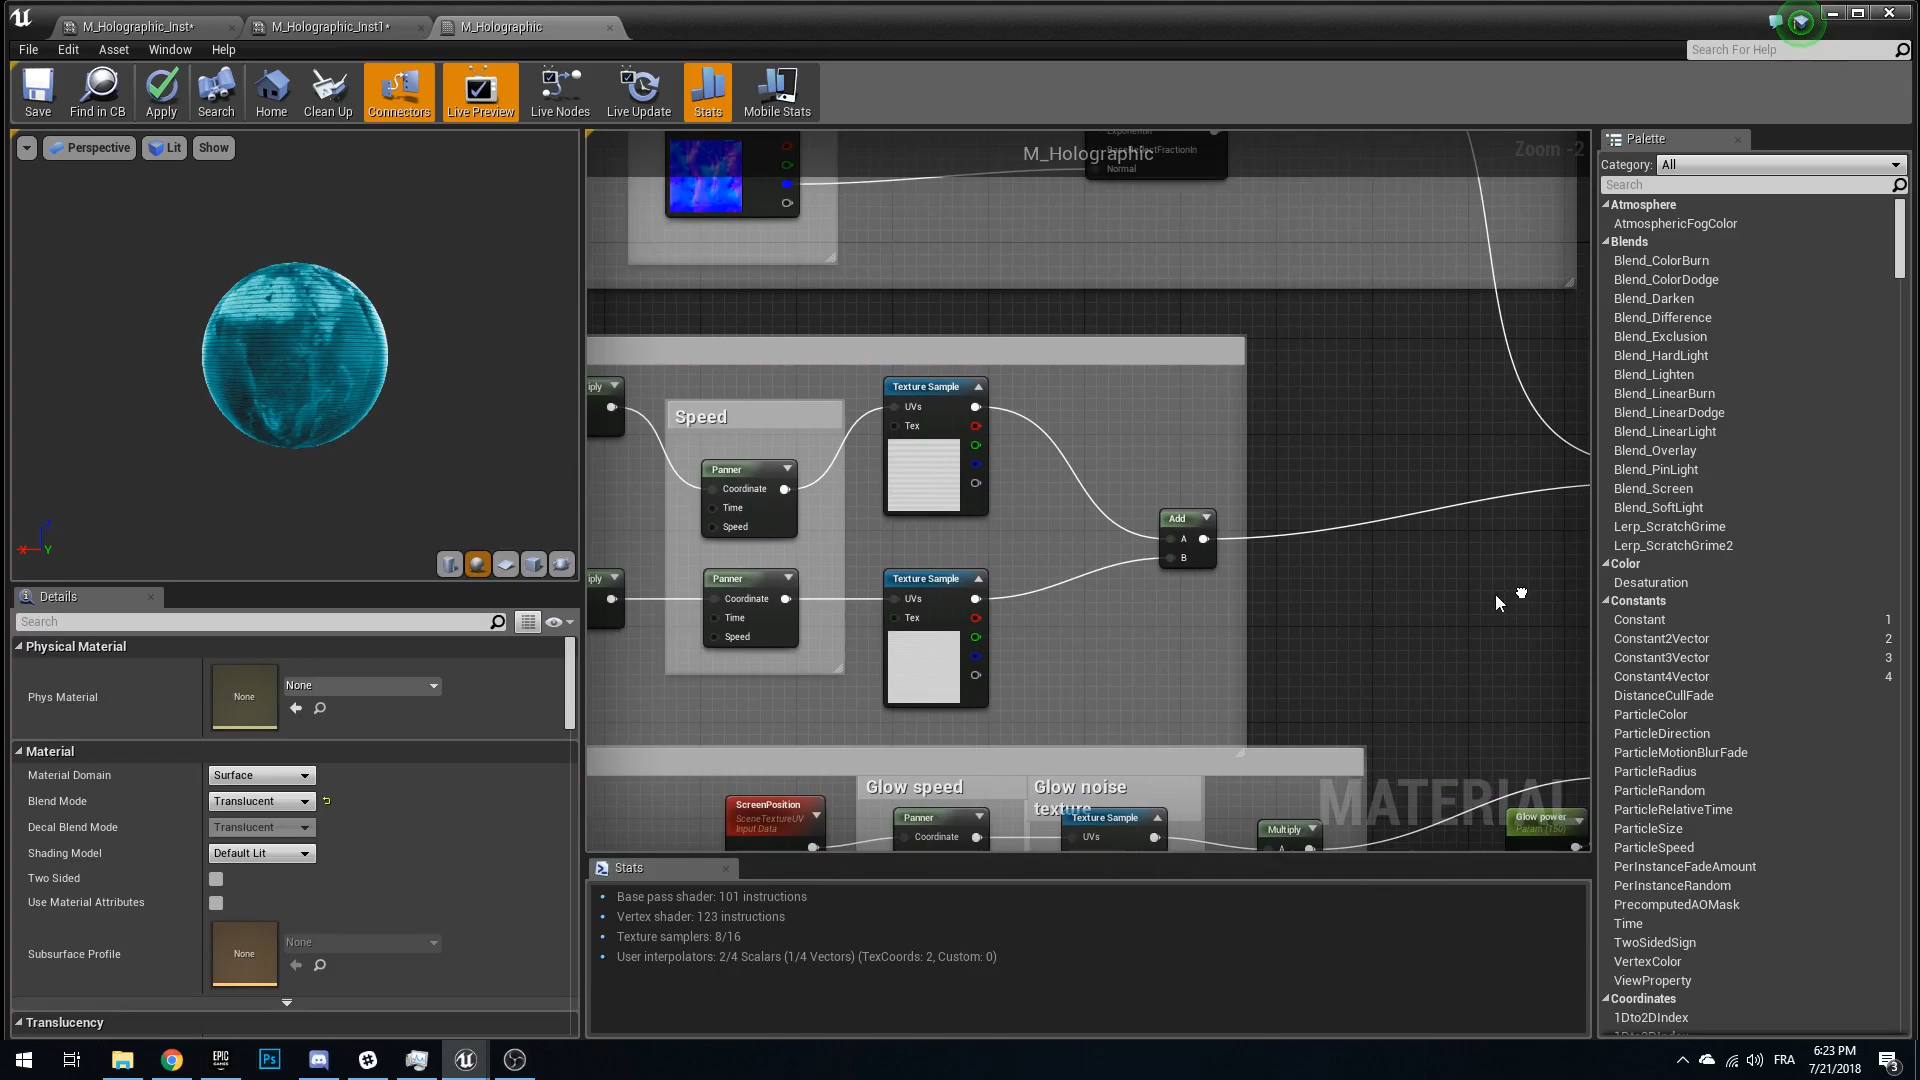 M_Holographic_Inst*
M_Holographic_Inst1*
M_Holographic
File Edit Asset Window Help
Search For Help
Save
Find in CB
Apply
Search
Home
Clean Up
Connectors
Live Preview
Live Nodes
Live Update
Stats
Mobile Stats
Perspective
Lit
Show
M_Holographic
Zoom -2
BaseReflectFractionIn
Normal
iply
Speed
Panner
Coordinate
Time
Speed
Texture Sample
UVs
Tex
Add
A
B
iply
Panner
Coordinate
Time
Speed
Texture Sample
UVs
Tex
ScreenPosition
SceneTextureUV
Input Data
Glow speed
Panner
Coordinate
Glow noise
texture
Texture Sample
UVs
Multiply
A
MATERIAL
Glow power
Param (150)
Details
Search
Physical Material
Phys Material
None
None
Material
Material Domain
Surface
Blend Mode
Translucent
Decal Blend Mode
Translucent
Shading Model
Default Lit
Two Sided
Use Material Attributes
Subsurface Profile
None
None
Translucency
Stats
Base pass shader: 101 instructions
Vertex shader: 123 instructions
Texture samplers: 8/16
User interpolators: 2/4 Scalars (1/4 Vectors) (TexCoords: 2, Custom: 0)
Palette
Category: All
Search
Atmosphere
AtmosphericFogColor
Blends
Blend_ColorBurn
Blend_ColorDodge
Blend_Darken
Blend_Difference
Blend_Exclusion
Blend_HardLight
Blend_Lighten
Blend_LinearBurn
Blend_LinearDodge
Blend_LinearLight
Blend_Overlay
Blend_PinLight
Blend_Screen
Blend_SoftLight
Lerp_ScratchGrime
Lerp_ScratchGrime2
Color
Desaturation
Constants
Constant 1
Constant2Vector 2
Constant3Vector 3
Constant4Vector 4
DistanceCullFade
ParticleColor
ParticleDirection
ParticleMotionBlurFade
ParticleRadius
ParticleRandom
ParticleRelativeTime
ParticleSize
ParticleSpeed
PerInstanceFadeAmount
PerInstanceRandom
PrecomputedAOMask
Time
TwoSidedSign
VertexColor
ViewProperty
Coordinates
1Dto2DIndex
X
Y
EPIC
GAMES
Ps
FRA
6:23 PM
7/21/2018
3